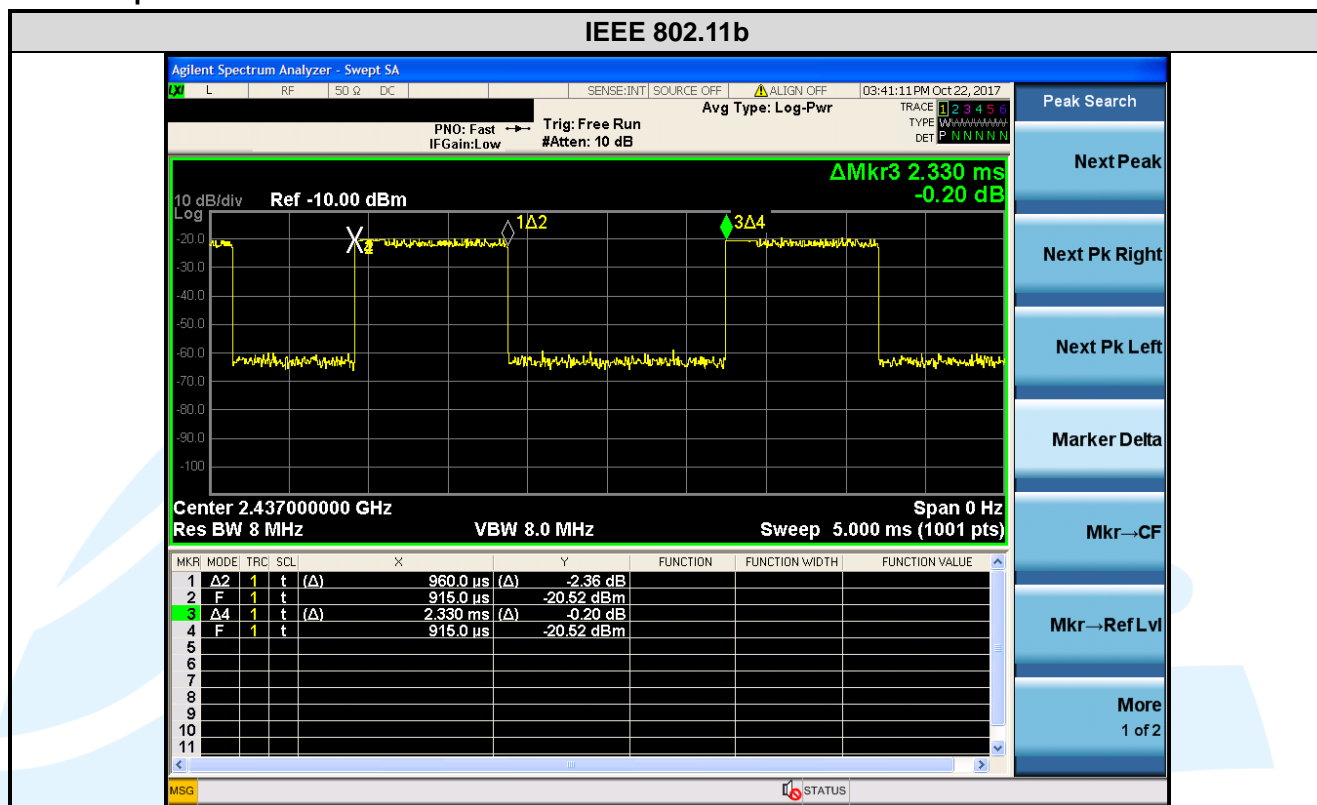 IEEE 802.11b
Agilent Spectrum Analyzer - Swept SA
LXI L RF 50 Ω DC SENSE:INT SOURCE OFF ALIGN OFF 03:41:11 PM Oct 22, 2017
PNO: Fast Trig: Free Run Avg Type: Log-Pwr TRACE 1 2 3 4 5 6
IFGain:Low #Atten: 10 dB TYPE WWWWWW
DET P N N N N N
ΔMkr3 2.330 ms
-0.20 dB
10 dB/div Ref -10.00 dBm
Log
1Δ2 3Δ4
-20.0
-30.0
-40.0
-50.0
-60.0
-70.0
-80.0
-90.0
-100
Center 2.437000000 GHz Span 0 Hz
Res BW 8 MHz VBW 8.0 MHz Sweep 5.000 ms (1001 pts)
MKR MODE TRC SCL X Y FUNCTION FUNCTION WIDTH FUNCTION VALUE
1 Δ2 1 t (Δ) 960.0 µs (Δ) -2.36 dB
2 F 1 t 915.0 µs -20.52 dBm
3 Δ4 1 t (Δ) 2.330 ms (Δ) -0.20 dB
4 F 1 t 915.0 µs -20.52 dBm
5
6
7
8
9
10
11
MSG STATUS
Peak Search
Next Peak
Next Pk Right
Next Pk Left
Marker Delta
Mkr→CF
Mkr→Ref Lvl
More
1 of 2